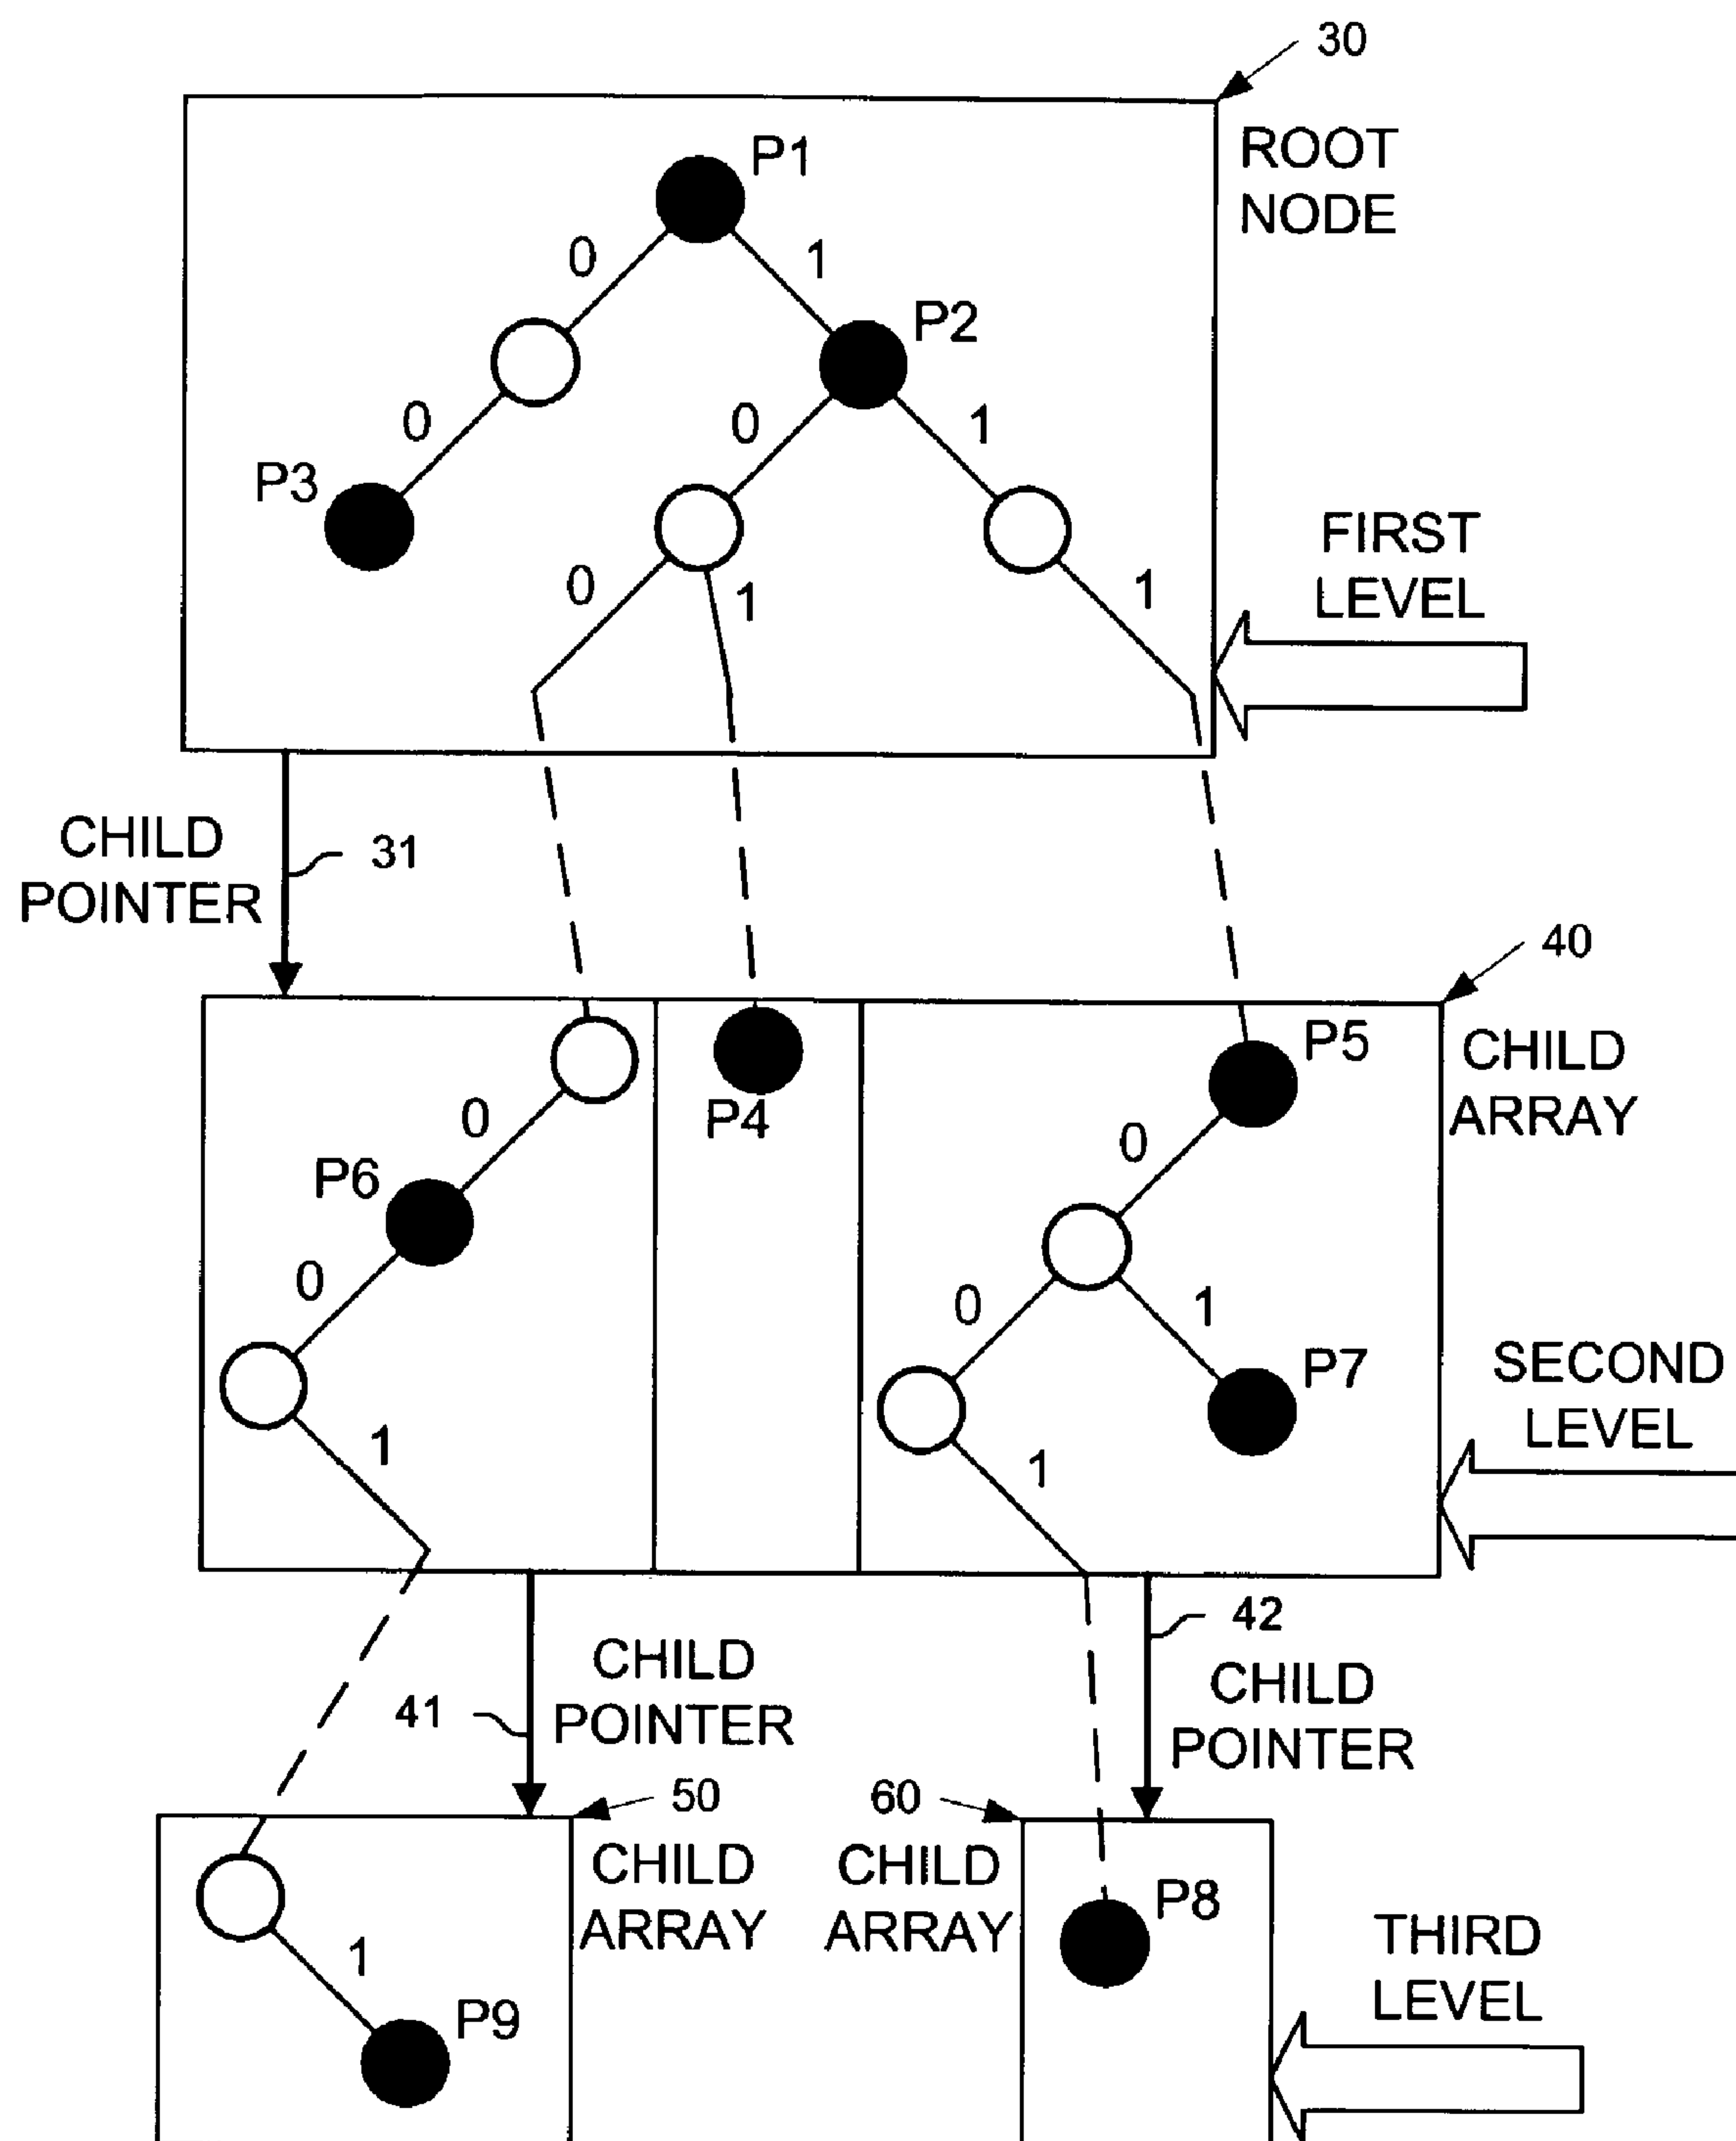 30
ROOT
NODE
P1
0
1
P2
0
0
1
P3
FIRST
LEVEL
0
1
1
CHILD
POINTER
31
40
CHILD
ARRAY
P5
P4
0
0
P6
0
0
1
P7
SECOND
LEVEL
1
1
42
CHILD
POINTER
41
CHILD
POINTER
50
60
CHILD
ARRAY
CHILD
ARRAY
P8
THIRD
LEVEL
1
P9